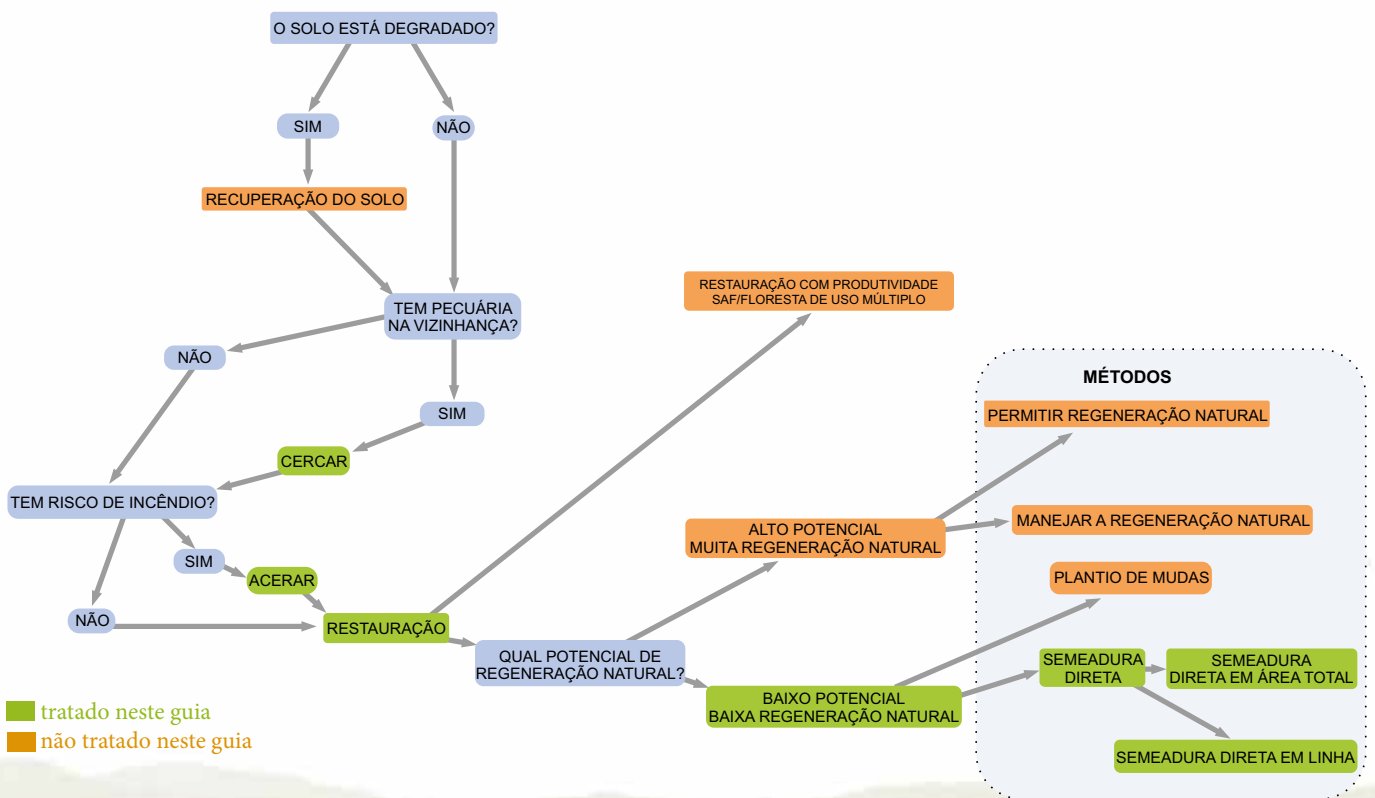 O SOLO ESTÁ DEGRADADO?
SIM
NÃO
RECUPERAÇÃO DO SOLO
TEM PECUÁRIA
NA VIZINHANÇA?
NÃO
SIM
CERCAR
TEM RISCO DE INCÊNDIO?
SIM
ACERAR
NÃO
RESTAURAÇÃO
RESTAURAÇÃO COM PRODUTIVIDADE
SAF/FLORESTA DE USO MÚLTIPLO
QUAL POTENCIAL DE
REGENERAÇÃO NATURAL?
ALTO POTENCIAL
MUITA REGENERAÇÃO NATURAL
BAIXO POTENCIAL
BAIXA REGENERAÇÃO NATURAL
MÉTODOS
PERMITIR REGENERAÇÃO NATURAL
MANEJAR A REGENERAÇÃO NATURAL
PLANTIO DE MUDAS
SEMEADURA
DIRETA
SEMEADURA
DIRETA EM ÁREA TOTAL
SEMEADURA DIRETA EM LINHA
tratado neste guia
não tratado neste guia